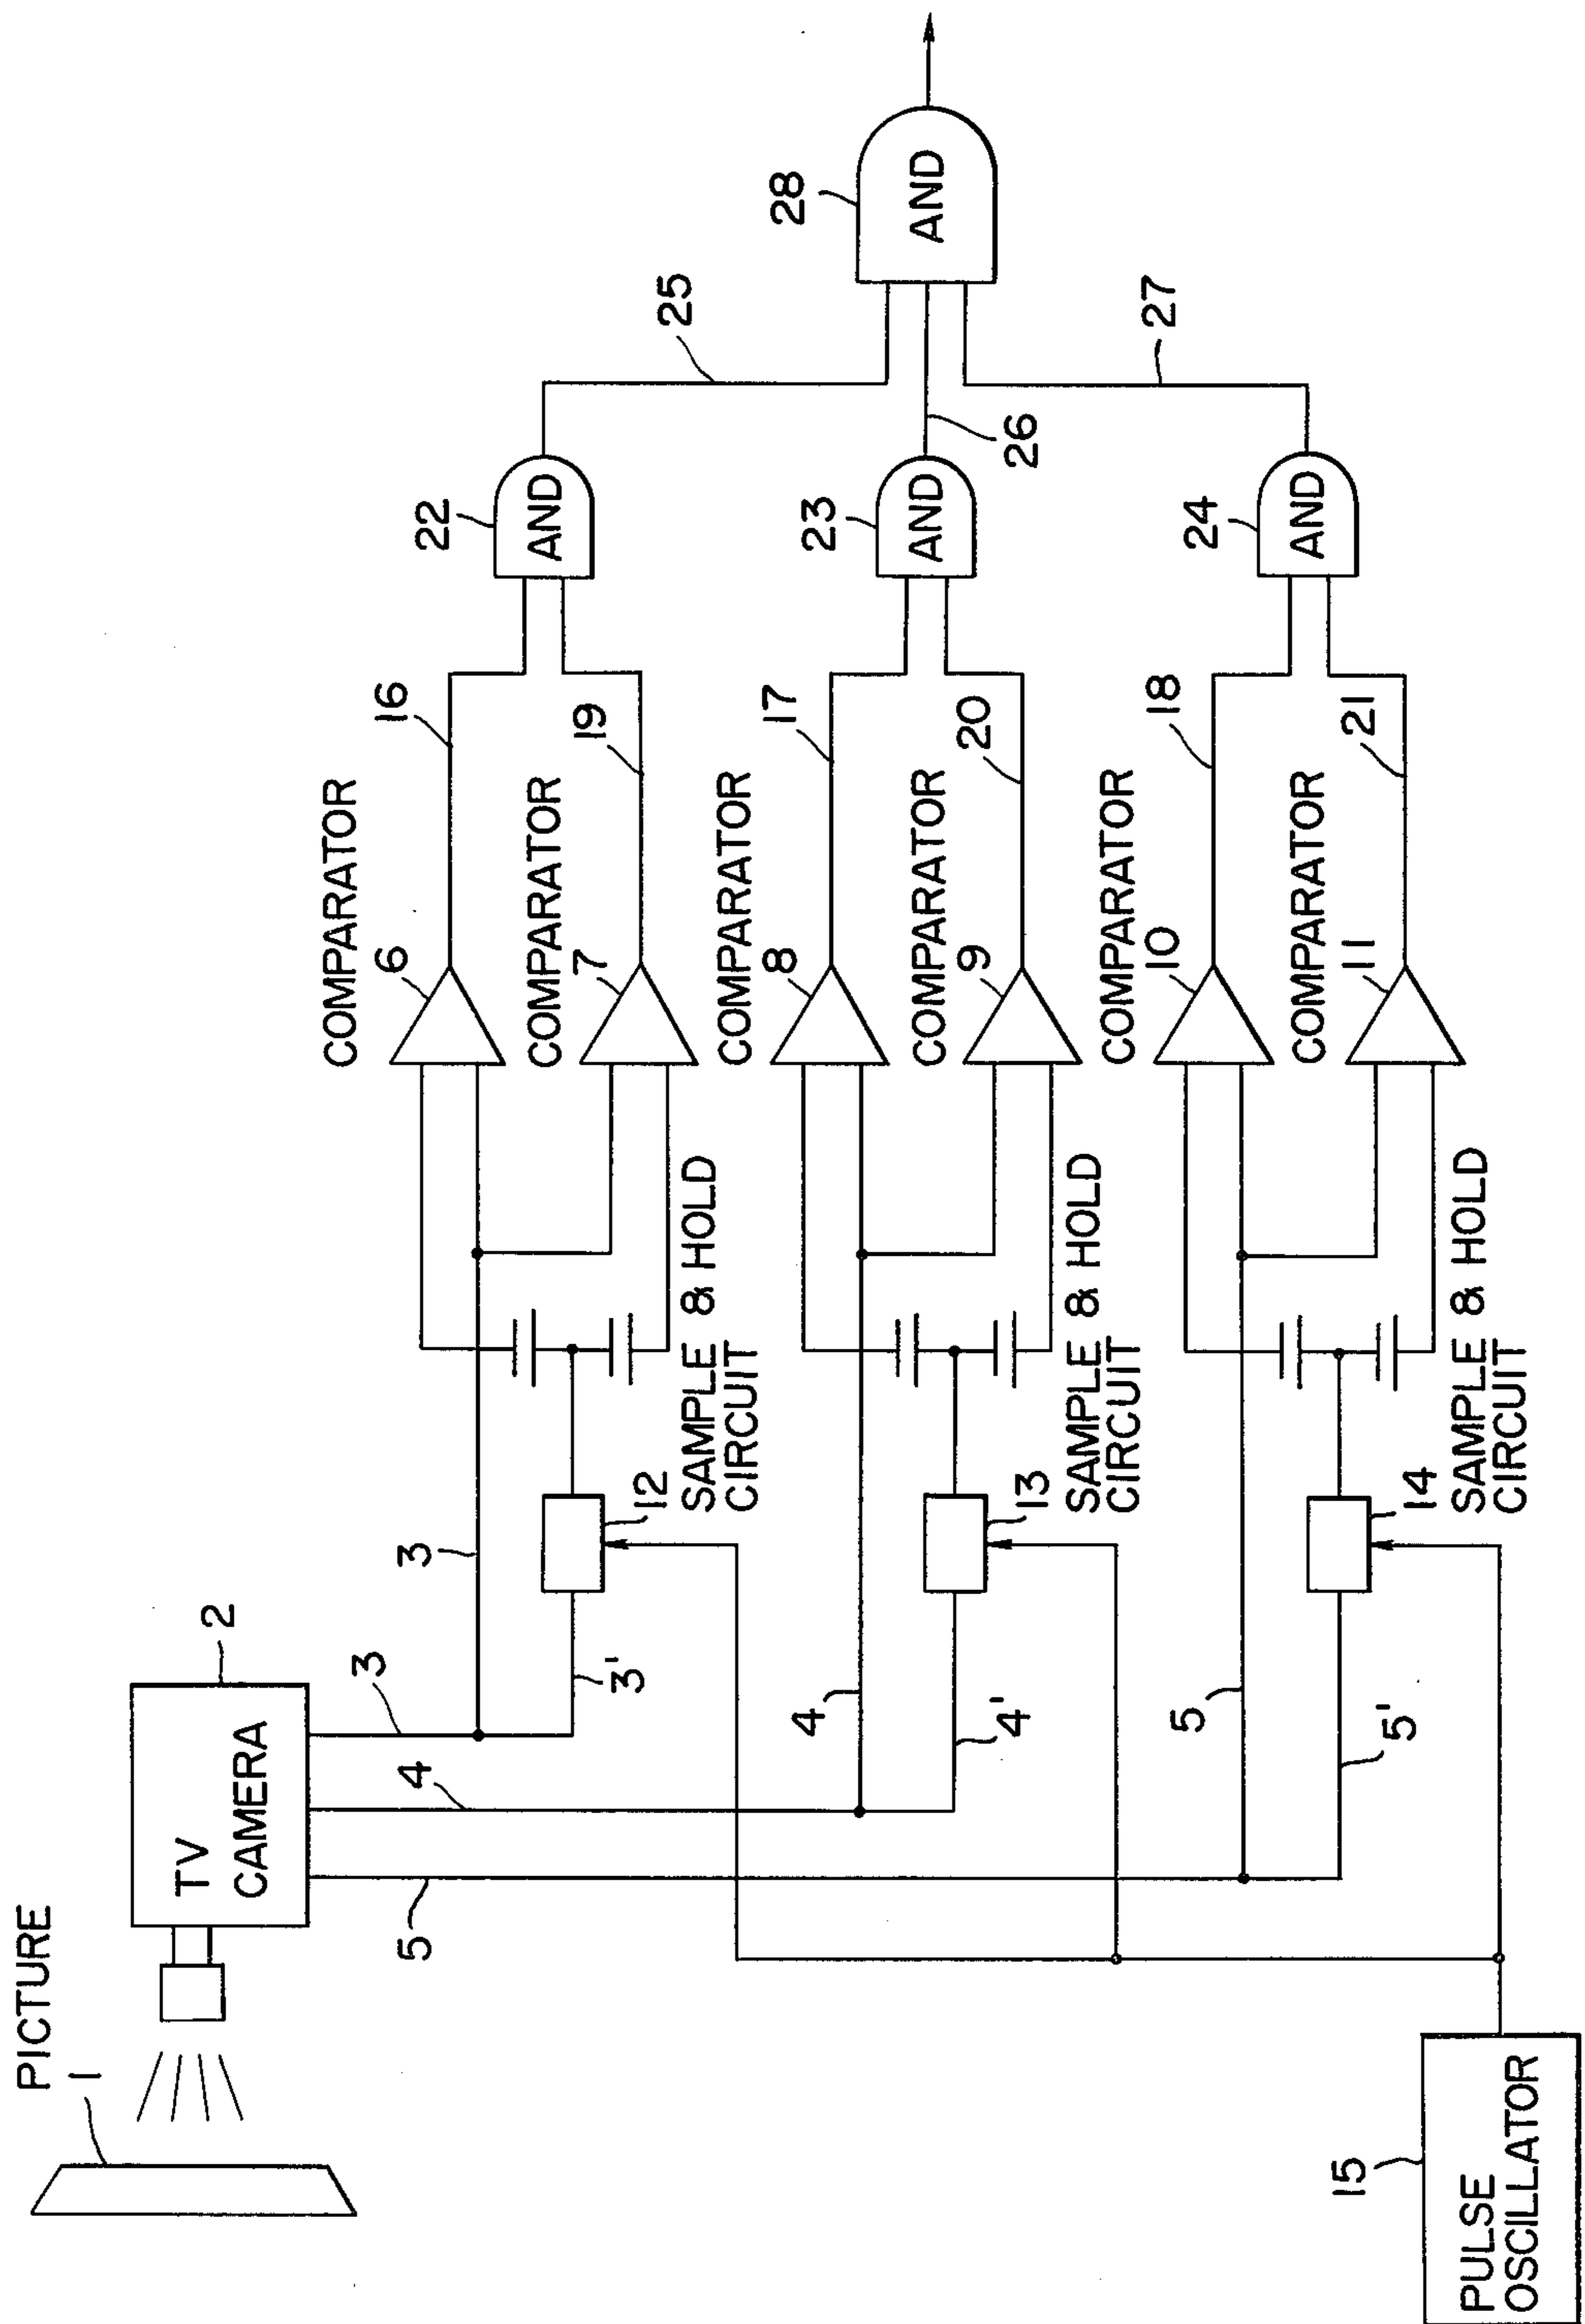 PICTURE
1
TV
CAMERA
2
3
4
5
3
3'
4
4'
5
5'
12
SAMPLE & HOLD
CIRCUIT
13
SAMPLE & HOLD
CIRCUIT
14
SAMPLE & HOLD
CIRCUIT
15
PULSE
OSCILLATOR
COMPARATOR
6
COMPARATOR
7
COMPARATOR
8
COMPARATOR
9
COMPARATOR
10
COMPARATOR
11
16
19
17
20
18
21
22
AND
23
AND
24
AND
25
26
27
28
AND